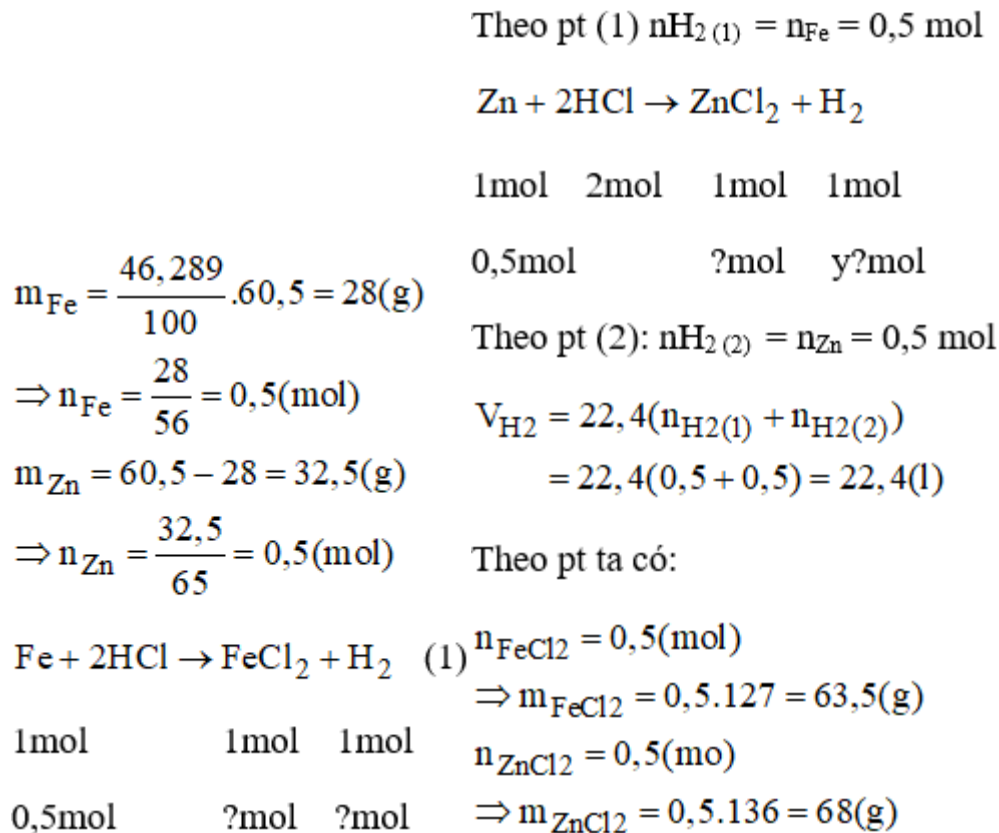 m_Fe = 46,289/100 .60,5 = 28(g)
⇒ n_Fe = 28/56 = 0,5(mol)
m_Zn = 60,5 − 28 = 32,5(g)
⇒ n_Zn = 32,5/65 = 0,5(mol)
Fe + 2HCl → FeCl₂ + H₂ (1)
1mol 1mol 1mol
0,5mol ?mol ?mol
Theo pt (1) nH₂ ₍₁₎ = n_Fe = 0,5 mol
Zn + 2HCl → ZnCl₂ + H₂
1mol 2mol 1mol 1mol
0,5mol ?mol y?mol
Theo pt (2): nH₂ ₍₂₎ = n_Zn = 0,5 mol
V_H2 = 22,4(n_H2(1) + n_H2(2))
= 22,4(0,5 + 0,5) = 22,4(l)
Theo pt ta có:
n_FeCl2 = 0,5(mol)
⇒ m_FeCl2 = 0,5.127 = 63,5(g)
n_ZnCl2 = 0,5(mo)
⇒ m_ZnCl2 = 0,5.136 = 68(g)